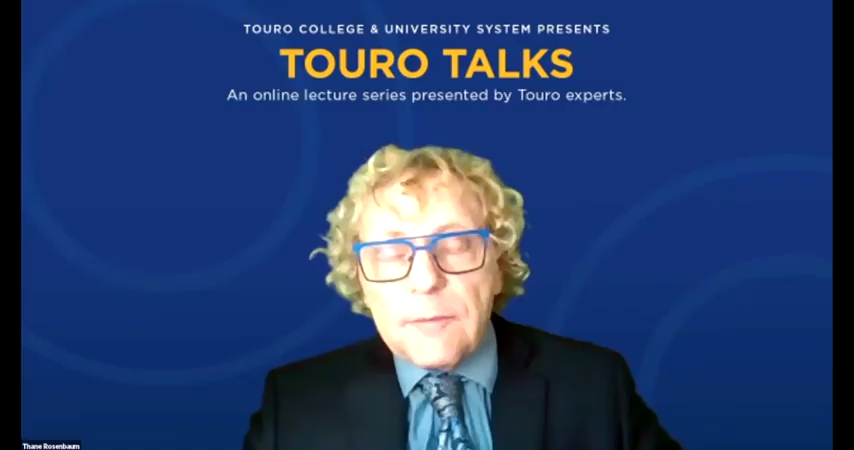 TOURO COLLEGE & UNIVERSITY SYSTEM PRESENTS
TOURO TALKS
An online lecture series presented by Touro experts.
Thane Rosenbaum